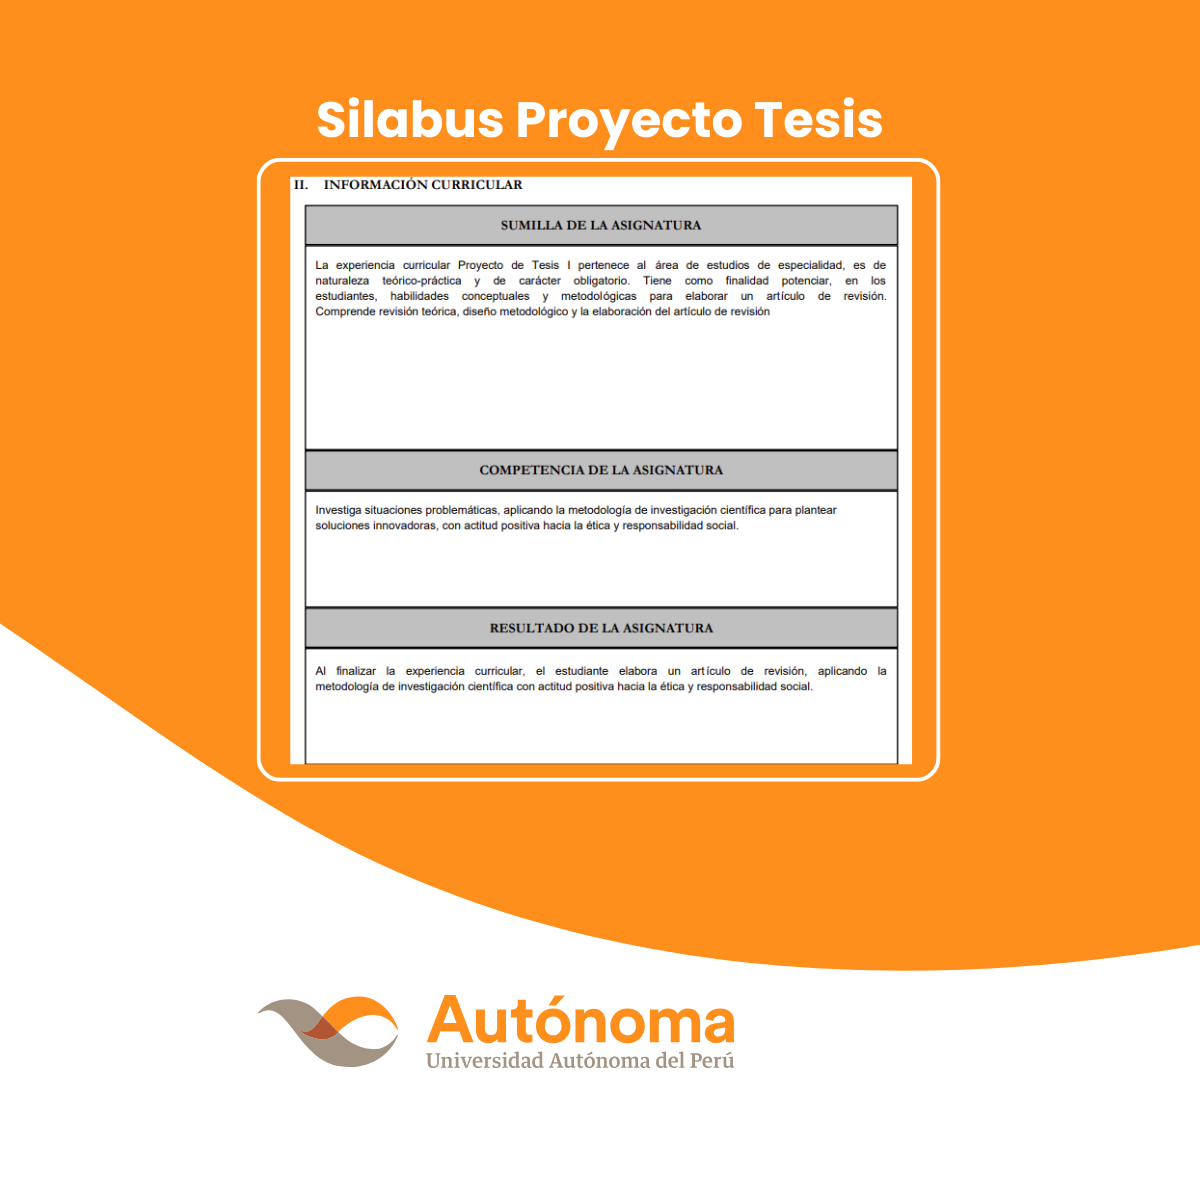 Silabus Proyecto Tesis
II. INFORMACIÓN CURRICULAR
SUMILLA DE LA ASIGNATURA
La experiencia curricular Proyecto de Tesis I pertenece al área de estudios de especialidad, es de
naturaleza teórico-práctica y de carácter obligatorio. Tiene como finalidad potenciar, en los
estudiantes, habilidades conceptuales y metodológicas para elaborar un artículo de revisión.
Comprende revisión teórica, diseño metodológico y la elaboración del artículo de revisión
COMPETENCIA DE LA ASIGNATURA
Investiga situaciones problemáticas, aplicando la metodología de investigación científica para plantear
soluciones innovadoras, con actitud positiva hacia la ética y responsabilidad social.
RESULTADO DE LA ASIGNATURA
Al finalizar la experiencia curricular, el estudiante elabora un artículo de revisión, aplicando la
metodología de investigación científica con actitud positiva hacia la ética y responsabilidad social.
Autónoma
Universidad Autónoma del Perú